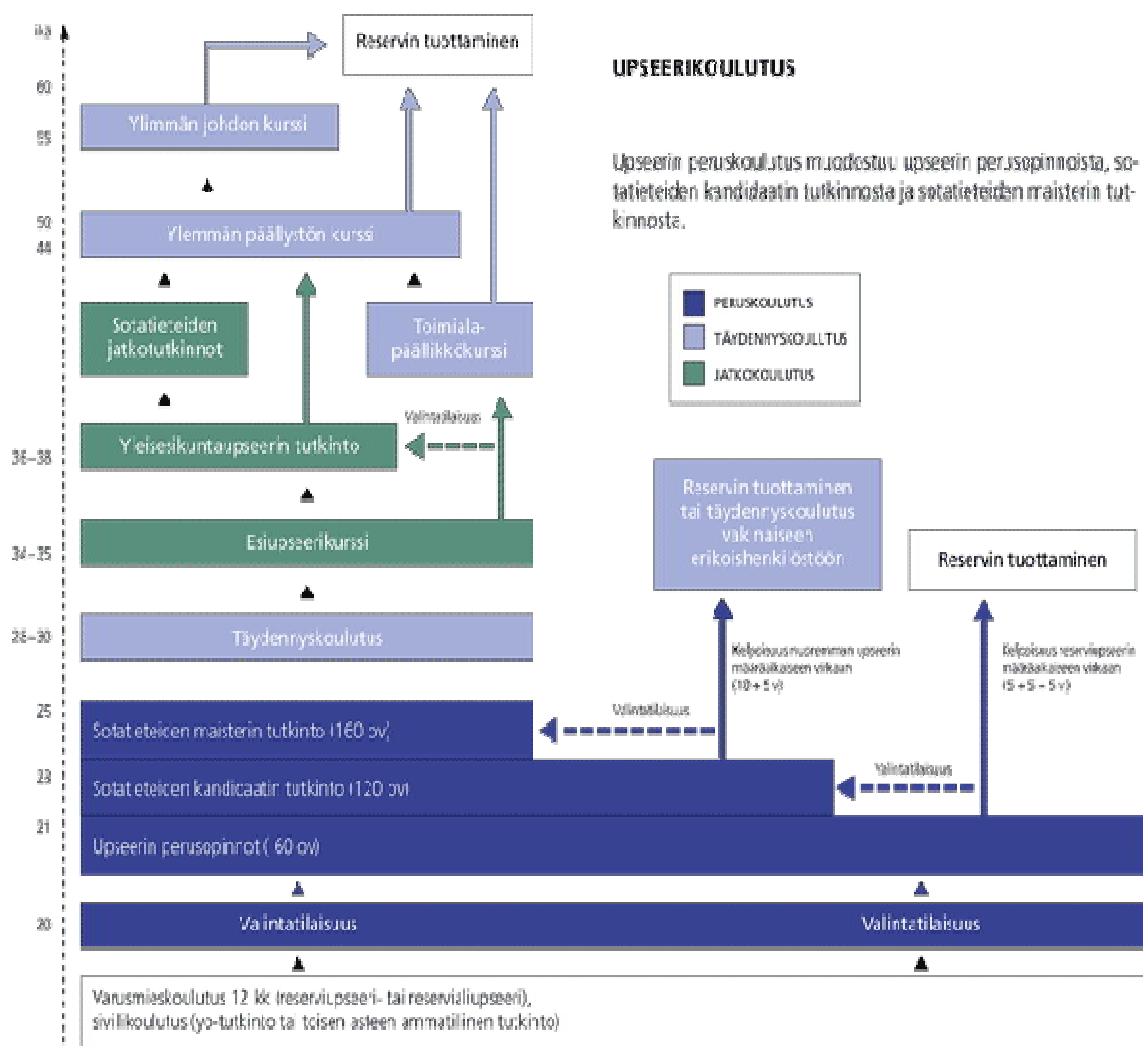 ikä
Reservin tuottaminen
UPSEERIKOULUTUS
60
Ylimmän johdon kurssi
55
Upseerin peruskoulutus muodostuu upseerin perusopinnoista, so-
tatieteiden kandidaatin tutkinnosta ja sotatieteiden maisterin tut-
kinnosta.
50
44
Ylemmän päällystön kurssi
PERUSKOULUTUS
TÄYDENNYSKOULUTUS
JATKOKOULUTUS
Sotatieteiden
jatkotutkinnot
Toimiala-
päällikkökurssi
Valintatilaisuus
36–38
Yleisesikuntaupseerin tutkinto
Reservin tuottaminen
tai täydennyskoulutus
vakinaiseen
erikoishenkilöstöön
34–35
Esiupseerikurssi
Reservin tuottaminen
28–30
Täydennyskoulutus
Kelpoisuus nuoremman upseerin
määräaikaiseen virkaan
(10 + 5 v)
Kelpoisuus reserviupseerin
määräaikaiseen virkaan
(5 + 5 – 5 v)
25
Valintatilaisuus
Sotatieteiden maisterin tutkinto (160 ov)
23
Valintatilaisuus
Sotatieteiden kandidaatin tutkinto (120 ov)
21
Upseerin perusopinnot ( 60 ov)
20
Valintatilaisuus
Valintatilaisuus
Varusmieskoulutus 12 kk (reserviupseeri- tai reservialiupseeri),
siviilikoulutus (yo-tutkinto tai toisen asteen ammatillinen tutkinto)